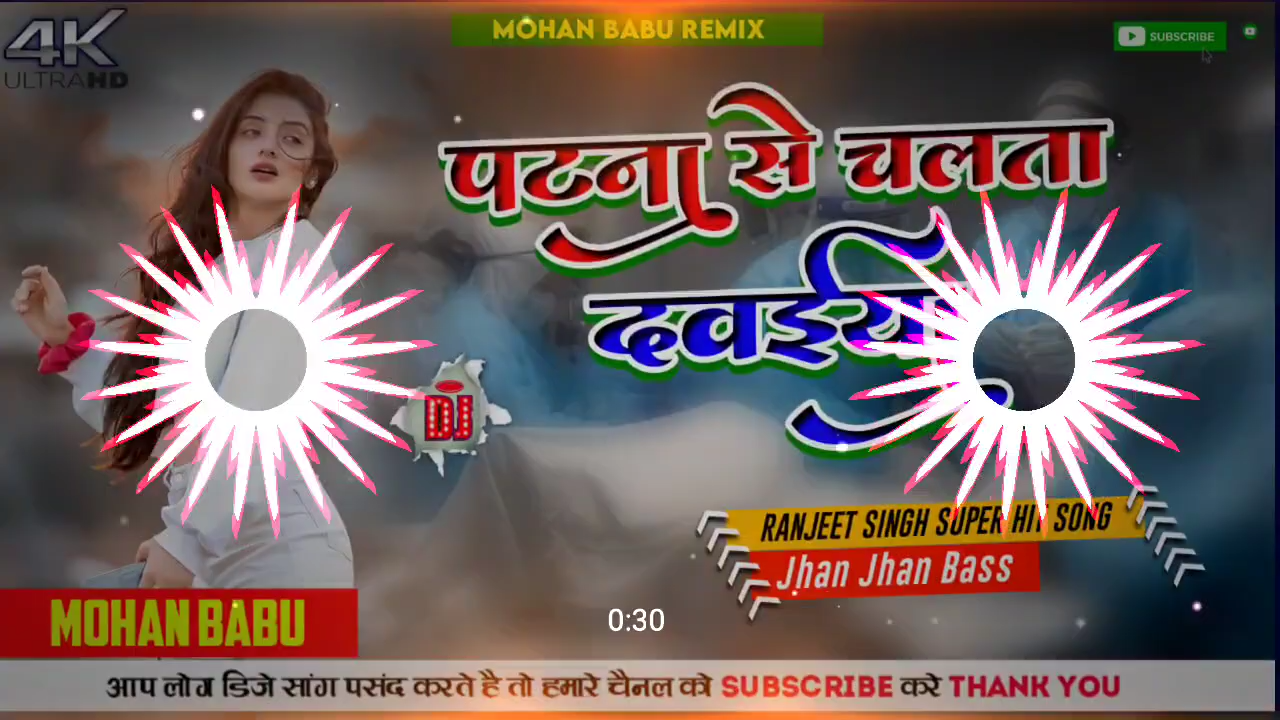 4K
ULTRAHD
MOHAN BABU REMIX
SUBSCRIBE
पटना से चलता
दवईया
DJ
RANJEET SINGH SUPER HIT SONG
Jhan Jhan Bass
0:30
MOHAN BABU
आप लोग डिजे सांग पसंद करते है तो हमारे चैनल को SUBSCRIBE करे THANK YOU